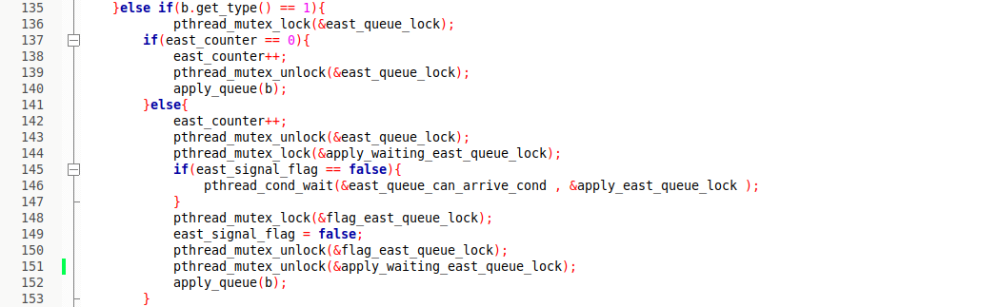 135 }else if(b.get_type() == 1){
136 pthread_mutex_lock(&east_queue_lock);
137 if(east_counter == 0){
138 east_counter++;
139 pthread_mutex_unlock(&east_queue_lock);
140 apply_queue(b);
141 }else{
142 east_counter++;
143 pthread_mutex_unlock(&east_queue_lock);
144 pthread_mutex_lock(&apply_waiting_east_queue_lock);
145 if(east_signal_flag == false){
146 pthread_cond_wait(&east_queue_can_arrive_cond , &apply_east_queue_lock );
147 }
148 pthread_mutex_lock(&flag_east_queue_lock);
149 east_signal_flag = false;
150 pthread_mutex_unlock(&flag_east_queue_lock);
151 pthread_mutex_unlock(&apply_waiting_east_queue_lock);
152 apply_queue(b);
153 }